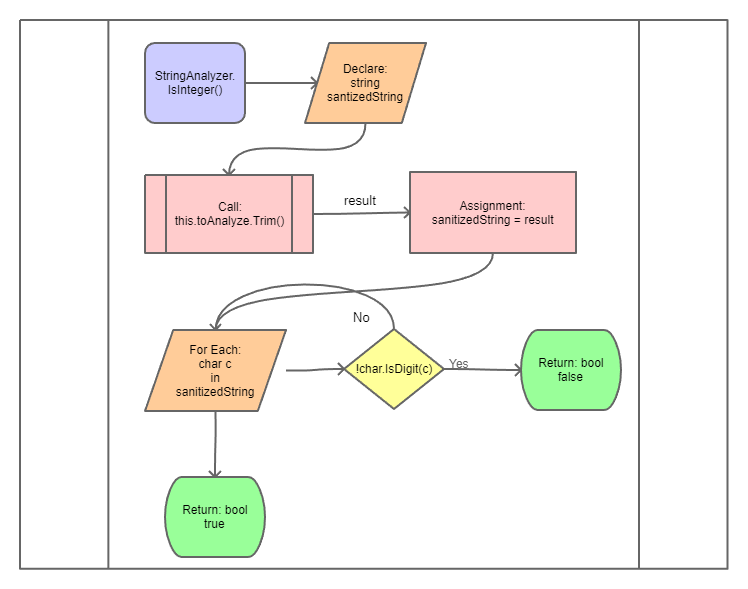 StringAnalyzer.
IsInteger()
Declare:
string
santizedString
Call:
this.toAnalyze.Trim()
result
Assignment:
sanitizedString = result
No
For Each:
char c
in
sanitizedString
!char.IsDigit(c)
Yes
Return: bool
false
Return: bool
true